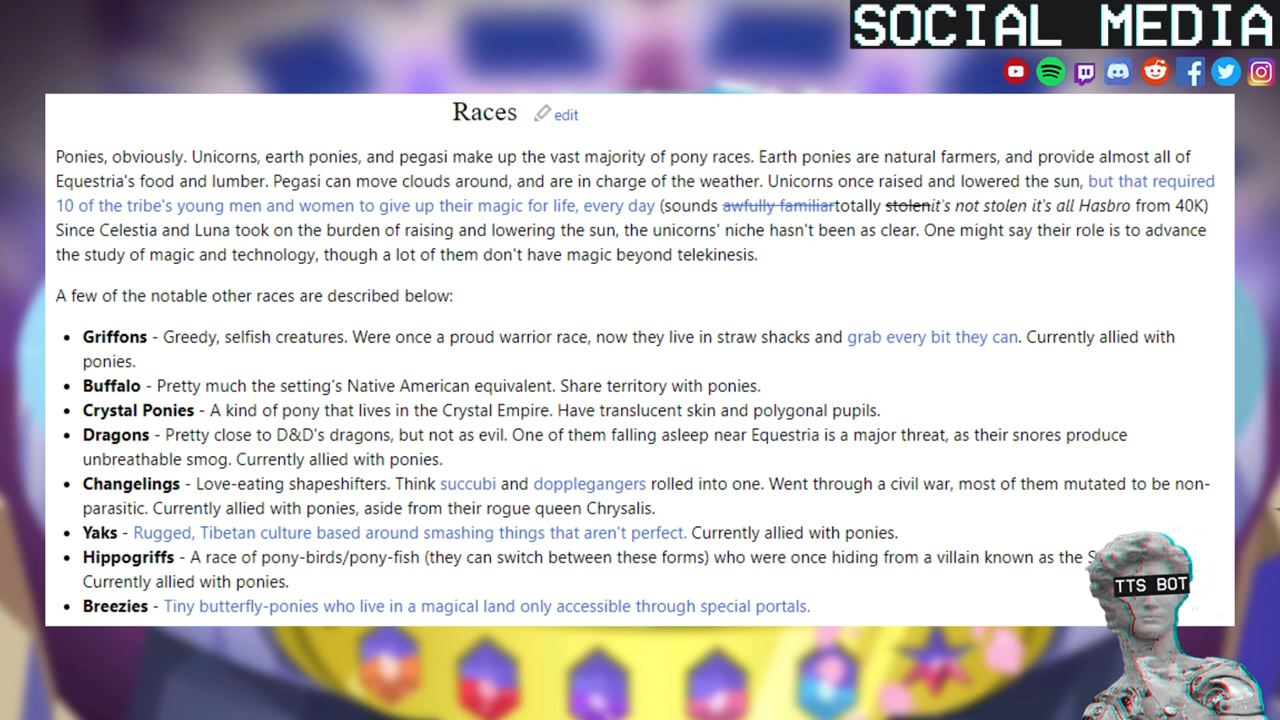 SOCIAL MEDIA
Races edit
Ponies, obviously. Unicorns, earth ponies, and pegasi make up the vast majority of pony races. Earth ponies are natural farmers, and provide almost all of
Equestria's food and lumber. Pegasi can move clouds around, and are in charge of the weather. Unicorns once raised and lowered the sun, but that required
10 of the tribe's young men and women to give up their magic for life, every day (sounds awfully familiartotally stolenit's not stolen it's all Hasbro from 40K)
Since Celestia and Luna took on the burden of raising and lowering the sun, the unicorns' niche hasn't been as clear. One might say their role is to advance
the study of magic and technology, though a lot of them don't have magic beyond telekinesis.
A few of the notable other races are described below:
• Griffons - Greedy, selfish creatures. Were once a proud warrior race, now they live in straw shacks and grab every bit they can. Currently allied with
ponies.
• Buffalo - Pretty much the setting's Native American equivalent. Share territory with ponies.
• Crystal Ponies - A kind of pony that lives in the Crystal Empire. Have translucent skin and polygonal pupils.
• Dragons - Pretty close to D&D's dragons, but not as evil. One of them falling asleep near Equestria is a major threat, as their snores produce
unbreathable smog. Currently allied with ponies.
• Changelings - Love-eating shapeshifters. Think succubi and dopplegangers rolled into one. Went through a civil war, most of them mutated to be non-
parasitic. Currently allied with ponies, aside from their rogue queen Chrysalis.
• Yaks - Rugged, Tibetan culture based around smashing things that aren't perfect. Currently allied with ponies.
• Hippogriffs - A race of pony-birds/pony-fish (they can switch between these forms) who were once hiding from a villain known as the
Currently allied with ponies.
• Breezies - Tiny butterfly-ponies who live in a magical land only accessible through special portals.
TTS BOT